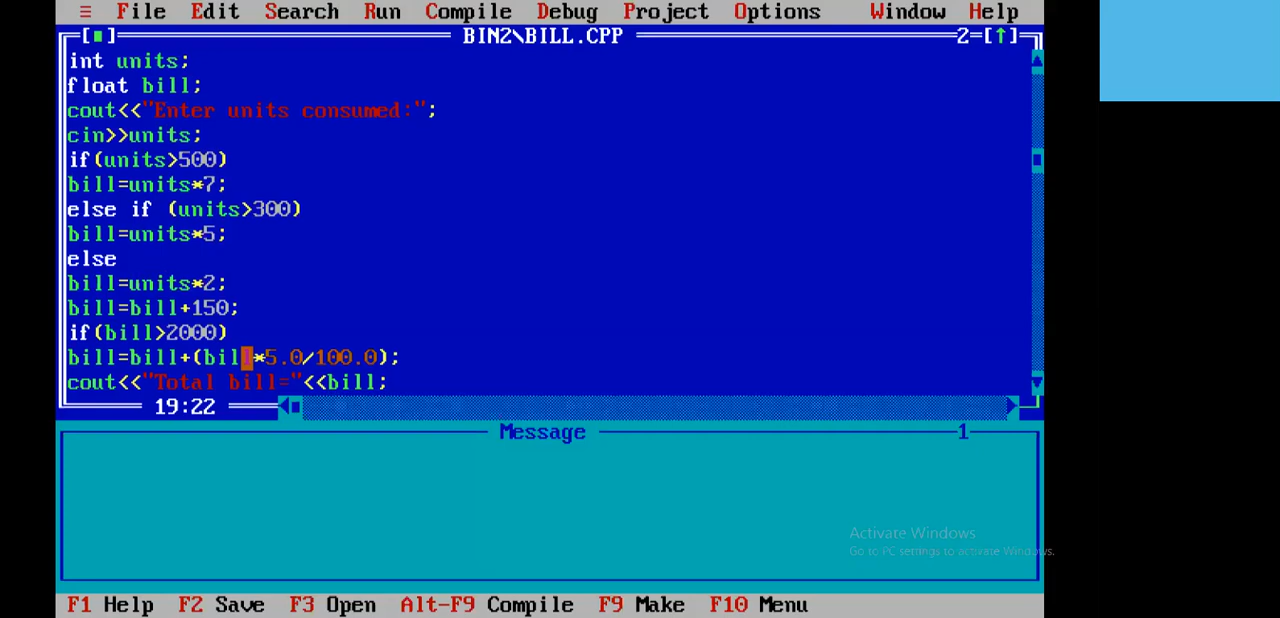 ≡ File Edit Search Run Compile Debug Project Options Window Help
[■] BIN2\BILL.CPP 2=[↑]
int units;
float bill;
cout<<"Enter units consumed:";
cin>>units;
if(units>500)
bill=units*7;
else if (units>300)
bill=units*5;
else
bill=units*2;
bill=bill+150;
if(bill>2000)
bill=bill+(bill*5.0/100.0);
cout<<"Total bill="<<bill;
19:22
Message 1
Activate Windows
Go to PC settings to activate Windows.
F1 Help F2 Save F3 Open Alt-F9 Compile F9 Make F10 Menu